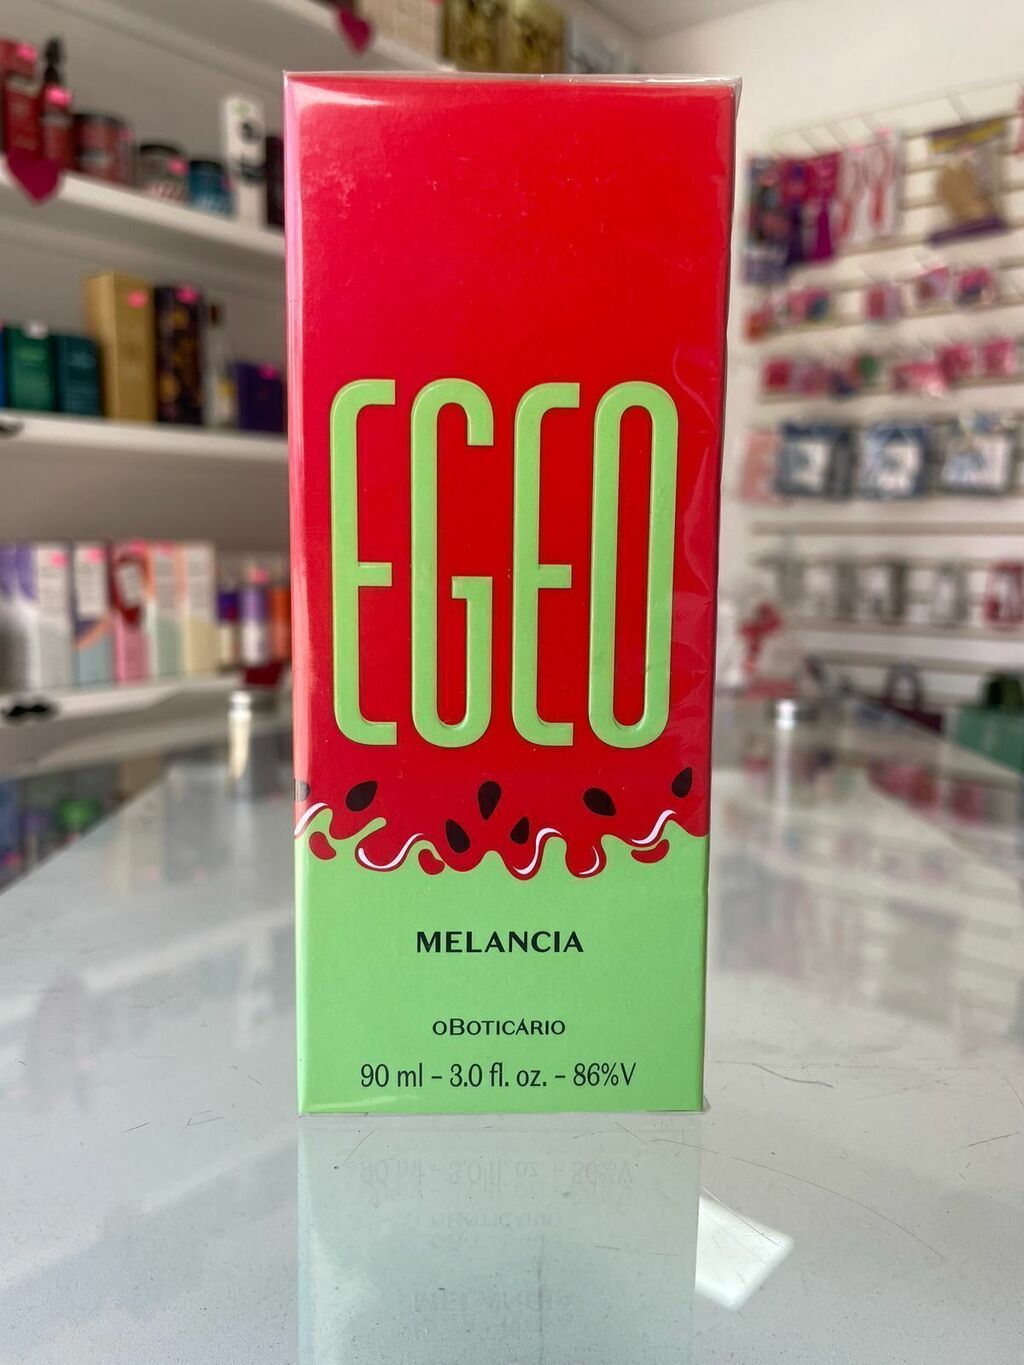 EGEO
MELANCIA
oBOTICÁRIO
90 ml – 3.0 fl. oz. – 86%V